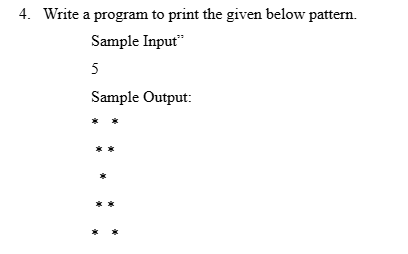 4. Write a program to print the given below pattern.
Sample Input”
5
Sample Output:
* *
* *
*
* *
* *